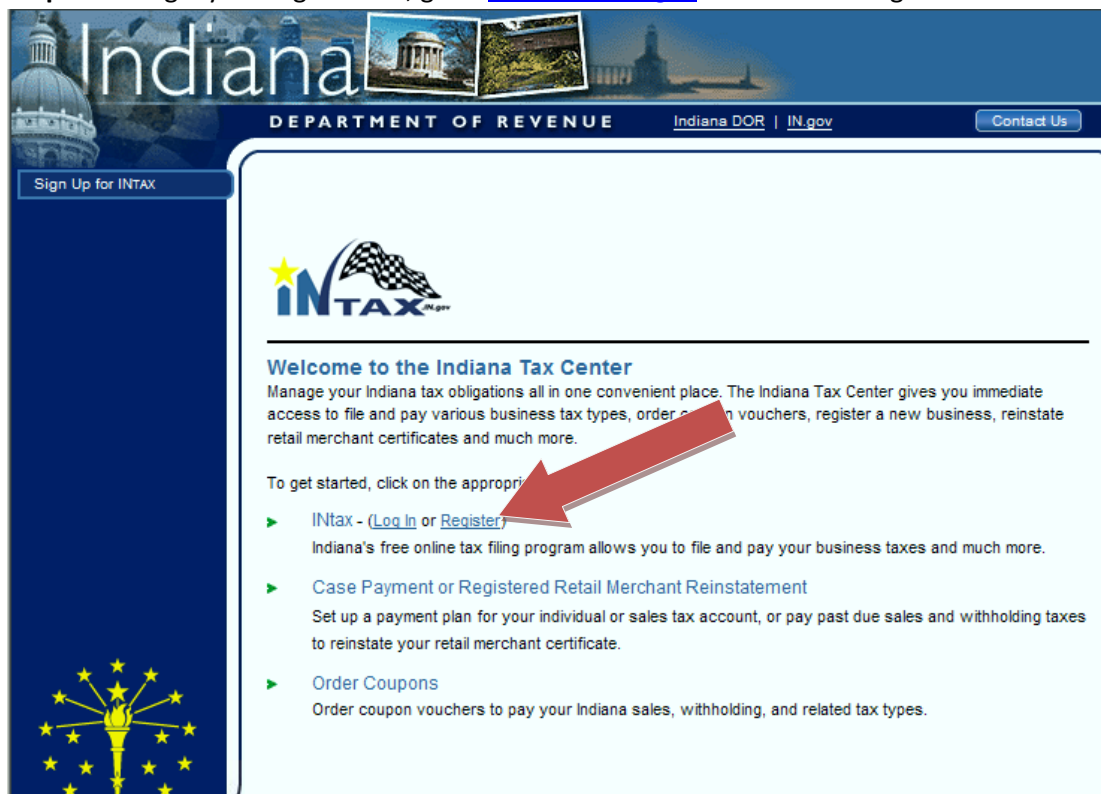 Indiana
DEPARTMENT OF REVENUE
Indiana DOR | IN.gov
Contact Us
Sign Up for INTAX
INTAX IN.gov
Welcome to the Indiana Tax Center
Manage your Indiana tax obligations all in one convenient place. The Indiana Tax Center gives you immediate
access to file and pay various business tax types, order vouchers, register a new business, reinstate
retail merchant certificates and much more.
To get started, click on the
INtax - (Log In or Register)
Indiana's free online tax filing program allows you to file and pay your business taxes and much more.
Case Payment or Registered Retail Merchant Reinstatement
Set up a payment plan for your individual or sales tax account, or pay past due sales and withholding taxes
to reinstate your retail merchant certificate.
Order Coupons
Order coupon vouchers to pay your Indiana sales, withholding, and related tax types.